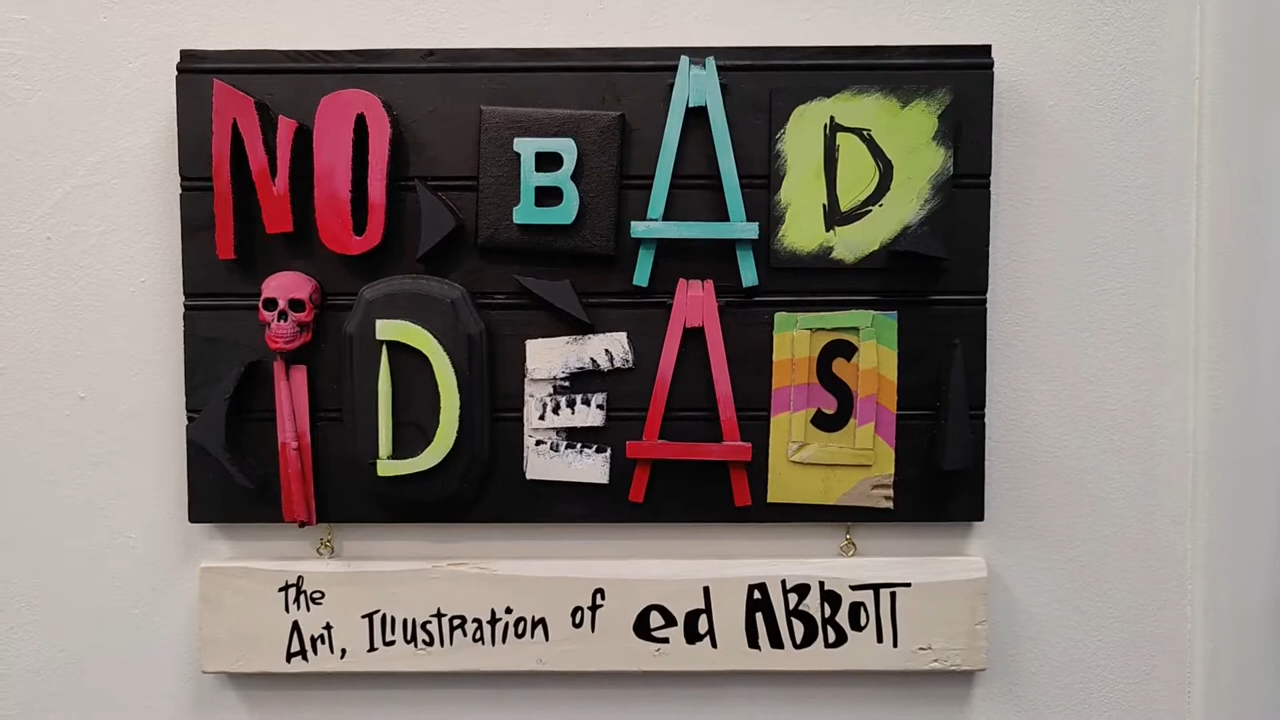 NO BAD
iDEAS
the
Art, Illustration of ed ABBOTT